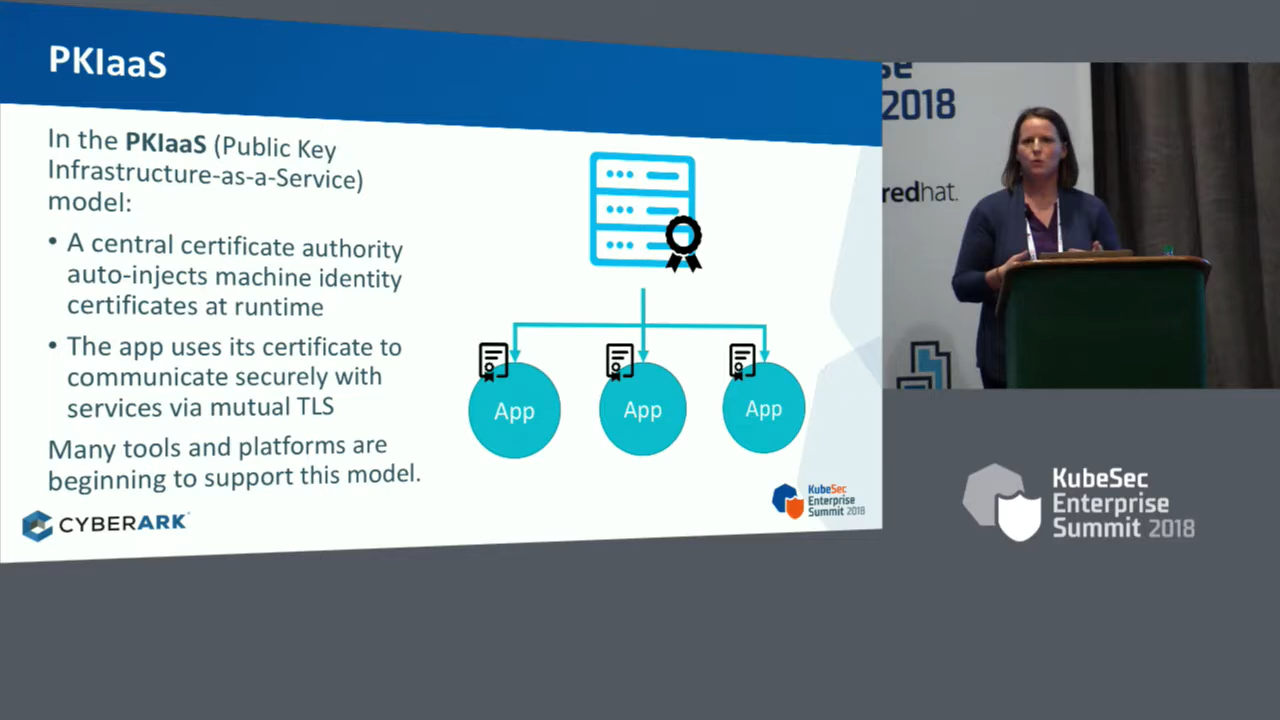 PKIaaS
In the PKIaaS (Public Key
Infrastructure-as-a-Service)
model:
• A central certificate authority
auto-injects machine identity
certificates at runtime
• The app uses its certificate to
communicate securely with
services via mutual TLS
Many tools and platforms are
beginning to support this model.
App
App
App
CYBERARK
KubeSec
Enterprise
Summit 2018
2018
redhat.
KubeSec
Enterprise
Summit 2018